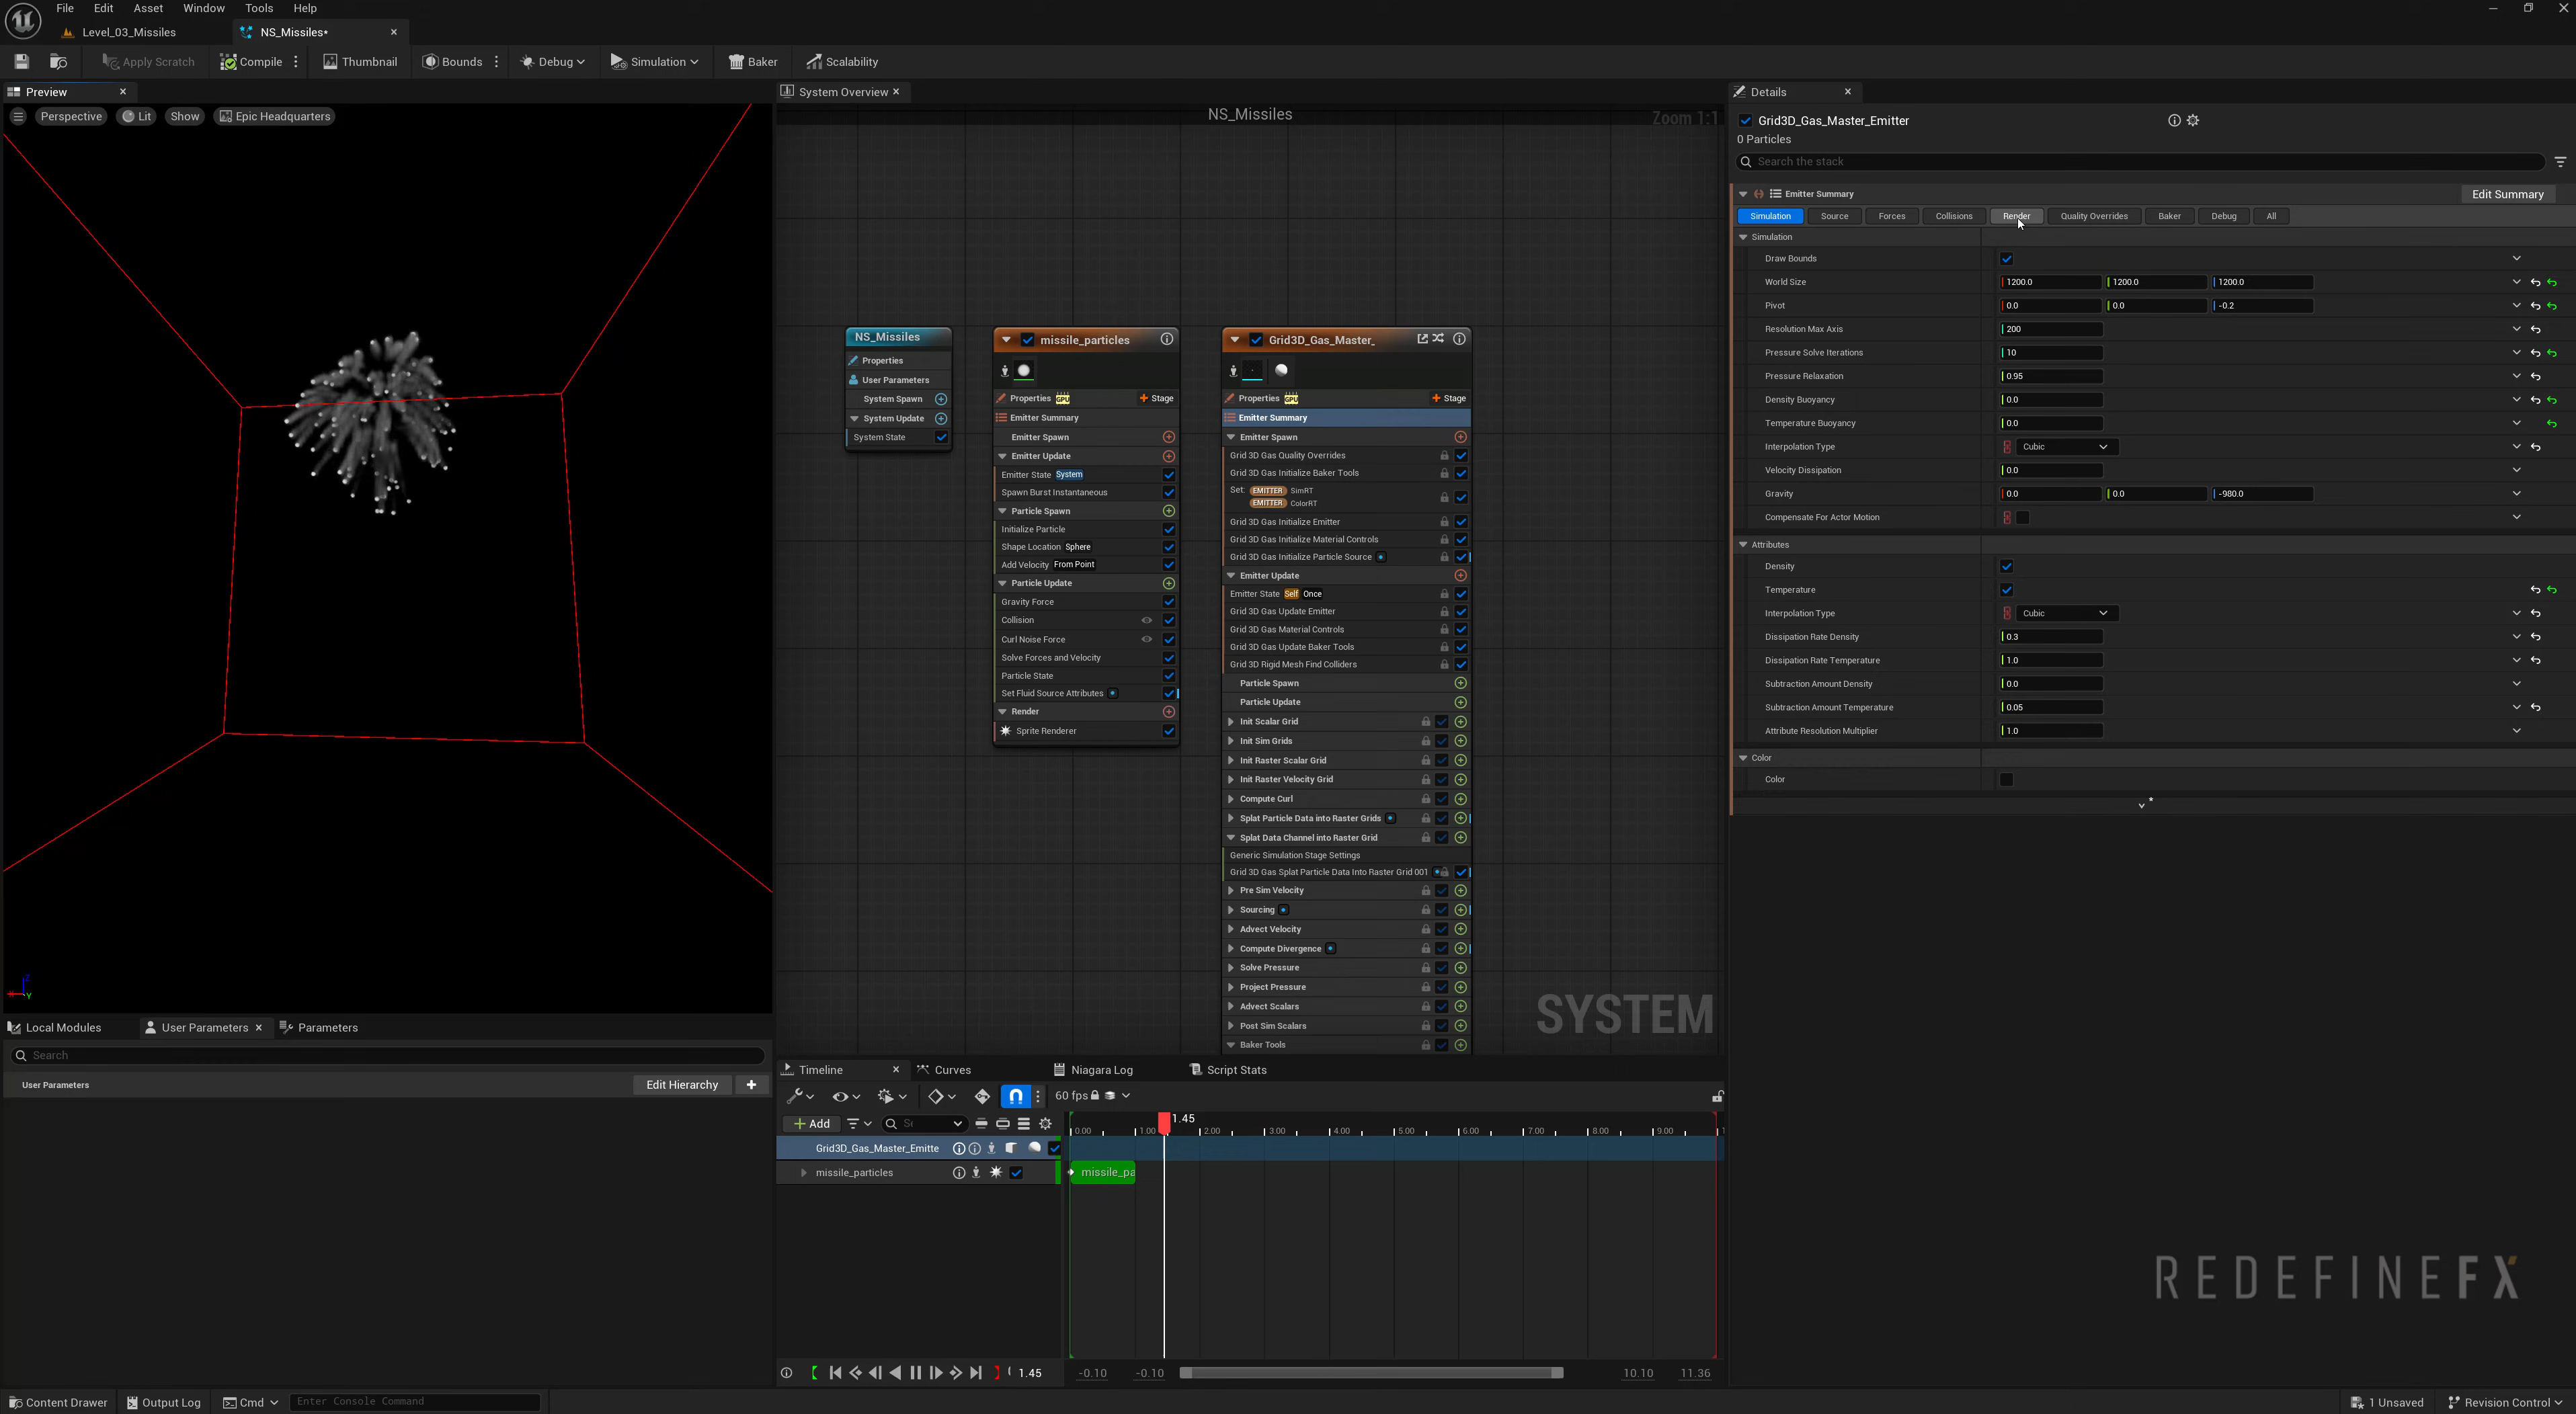 File Edit Asset Window Tools Help
Level_03_Missiles
NS_Missiles*
Apply Scratch
Compile
Thumbnail
Bounds
Debug
Simulation
Baker
Scalability
Preview
Perspective
Lit
Show
Epic Headquarters
System Overview
NS_Missiles
Zoom 1:1
NS_Missiles
Properties
User Parameters
System Spawn
System Update
System State
missile_particles
Properties GPU Stage
Emitter Summary
Emitter Spawn
Emitter Update
Emitter State System
Spawn Burst Instantaneous
Particle Spawn
Initialize Particle
Shape Location Sphere
Add Velocity From Point
Particle Update
Gravity Force
Collision
Curl Noise Force
Solve Forces and Velocity
Particle State
Set Fluid Source Attributes
Render
Sprite Renderer
Grid3D_Gas_Master_
Properties GPU Stage
Emitter Summary
Emitter Spawn
Grid 3D Gas Quality Overrides
Grid 3D Gas Initialize Baker Tools
Set: EMITTER SimRT
EMITTER ColorRT
Grid 3D Gas Initialize Emitter
Grid 3D Gas Initialize Material Controls
Grid 3D Gas Initialize Particle Source
Emitter Update
Emitter State Self Once
Grid 3D Gas Update Emitter
Grid 3D Gas Material Controls
Grid 3D Gas Update Baker Tools
Grid 3D Rigid Mesh Find Colliders
Particle Spawn
Particle Update
Init Scalar Grid
Init Sim Grids
Init Raster Scalar Grid
Init Raster Velocity Grid
Compute Curl
Splat Particle Data into Raster Grids
Splat Data Channel into Raster Grid
Generic Simulation Stage Settings
Grid 3D Gas Splat Particle Data Into Raster Grid 001
Pre Sim Velocity
Sourcing
Advect Velocity
Compute Divergence
Solve Pressure
Project Pressure
Advect Scalars
Post Sim Scalars
Baker Tools
SYSTEM
Details
Grid3D_Gas_Master_Emitter
0 Particles
Search the stack
Emitter Summary
Edit Summary
Simulation Source Forces Collisions Render Quality Overrides Baker Debug All
Simulation
Draw Bounds
World Size 1200.0 1200.0 1200.0
Pivot 0.0 0.0 -0.2
Resolution Max Axis 200
Pressure Solve Iterations 10
Pressure Relaxation 0.95
Density Buoyancy 0.0
Temperature Buoyancy 0.0
Interpolation Type Cubic
Velocity Dissipation 0.0
Gravity 0.0 0.0 -980.0
Compensate For Actor Motion
Attributes
Density
Temperature
Interpolation Type Cubic
Dissipation Rate Density 0.3
Dissipation Rate Temperature 1.0
Subtraction Amount Density 0.0
Subtraction Amount Temperature 0.05
Attribute Resolution Multiplier 1.0
Color
Color
REDEFINEFX
Local Modules
User Parameters
Parameters
Search
User Parameters
Edit Hierarchy
Timeline
Curves
Niagara Log
Script Stats
60 fps
Add
1.45
0.00 1.00 2.00 3.00 4.00 5.00 6.00 7.00 8.00 9.00
Grid3D_Gas_Master_Emitte
missile_particles
missile_pa
1.45
-0.10 -0.10 10.10 11.36
Content Drawer
Output Log
Cmd
Enter Console Command
1 Unsaved
Revision Control